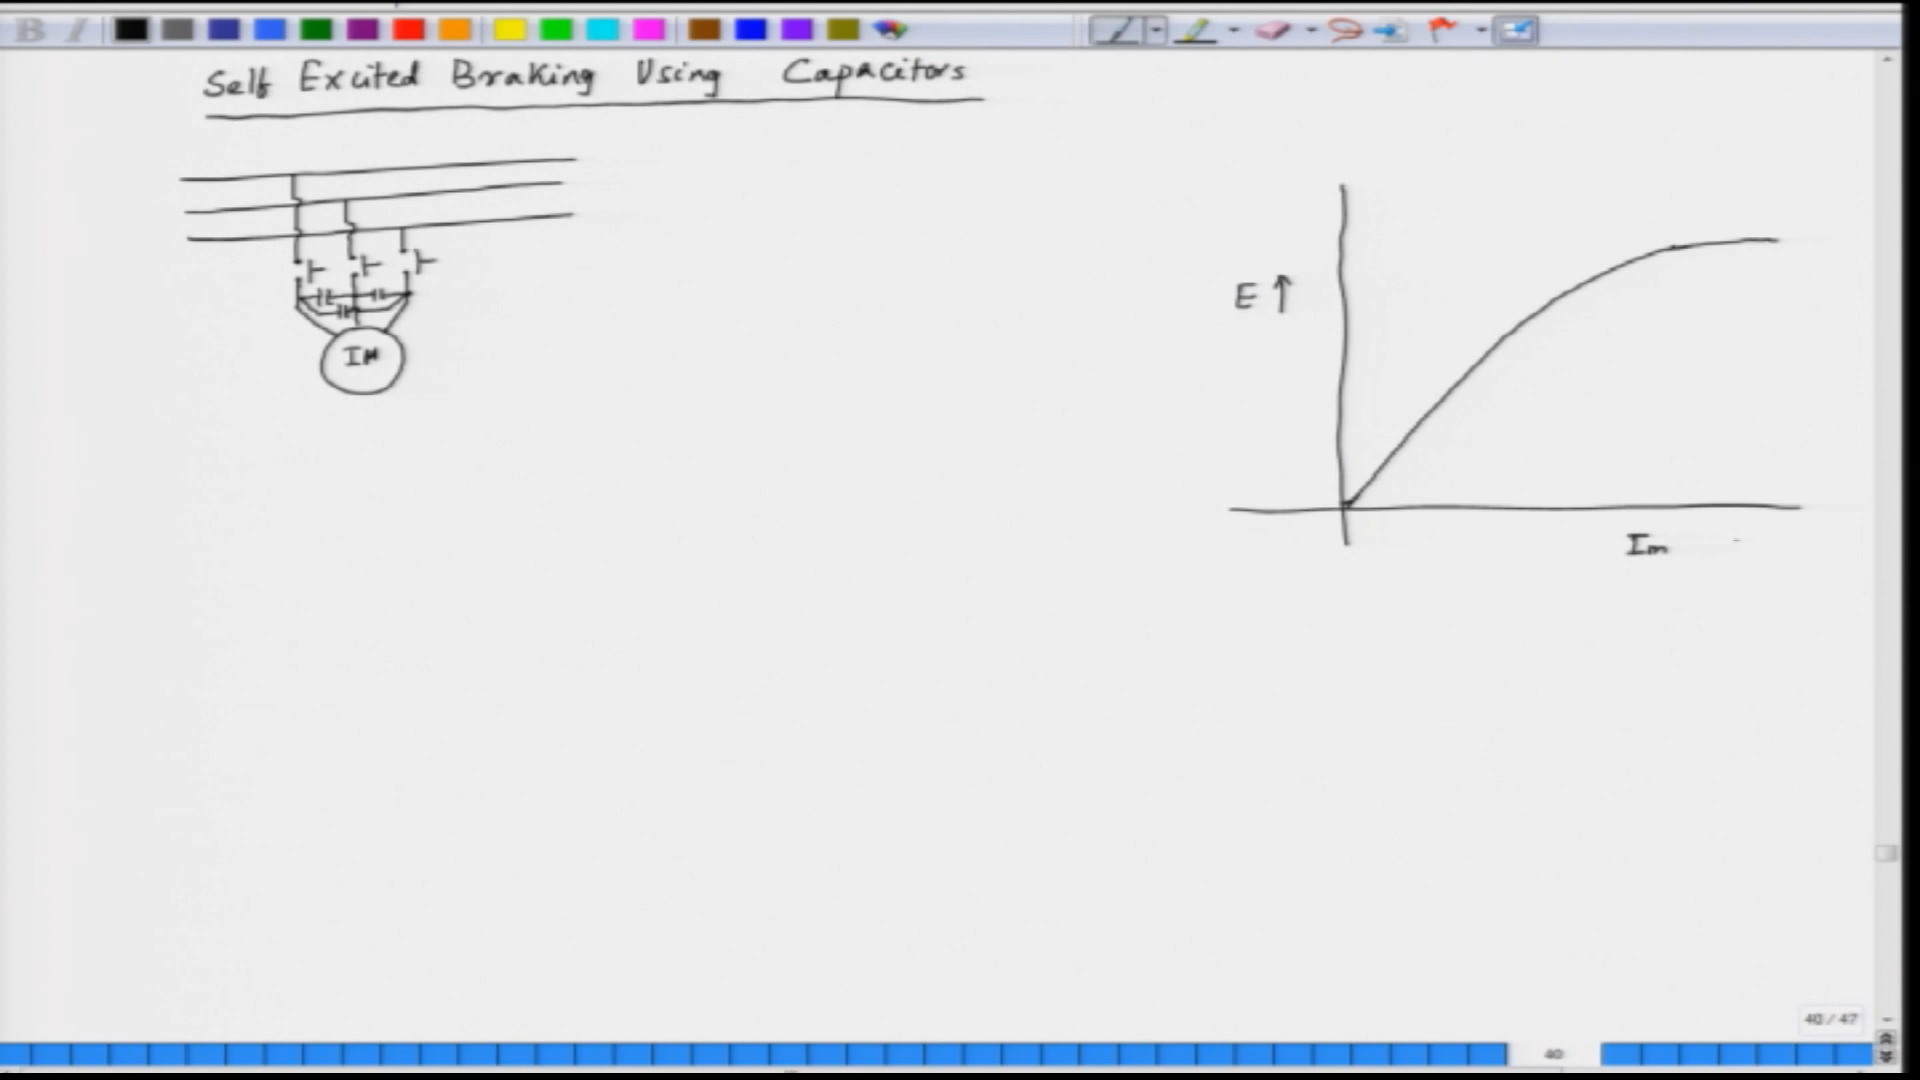 B I
Self Excited Braking Using Capacitors
IM
E ↑
Im
40 / 47
40